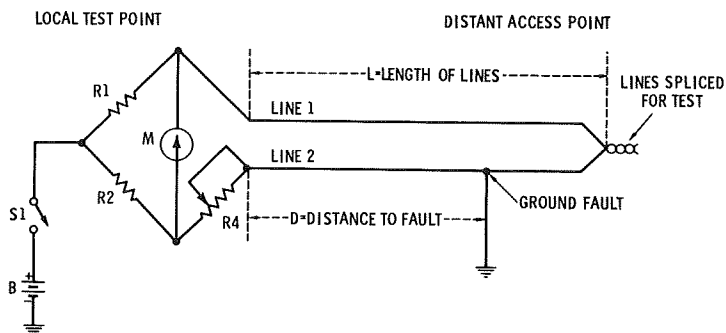 LOCAL TEST POINT
DISTANT ACCESS POINT
L=LENGTH OF LINES
LINES SPLICED
FOR TEST
R1
LINE 1
M
LINE 2
R2
S1
R4
GROUND FAULT
D=DISTANCE TO FAULT
B
+
−